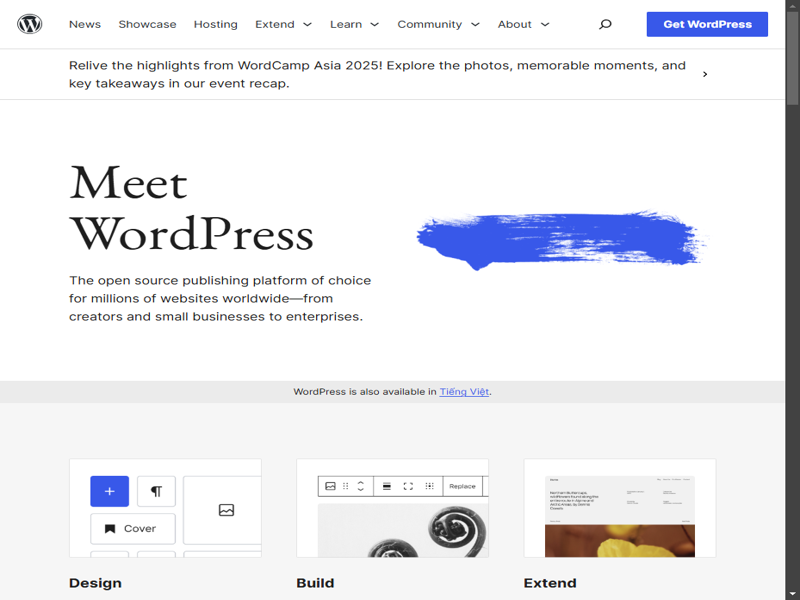 News Showcase Hosting Extend Learn Community About Get WordPress
Relive the highlights from WordCamp Asia 2025! Explore the photos, memorable moments, and
key takeaways in our event recap.
Meet
WordPress
The open source publishing platform of choice
for millions of websites worldwide—from
creators and small businesses to enterprises.
WordPress is also available in Tiếng Việt.
Cover
Replace
Design
Build
Extend